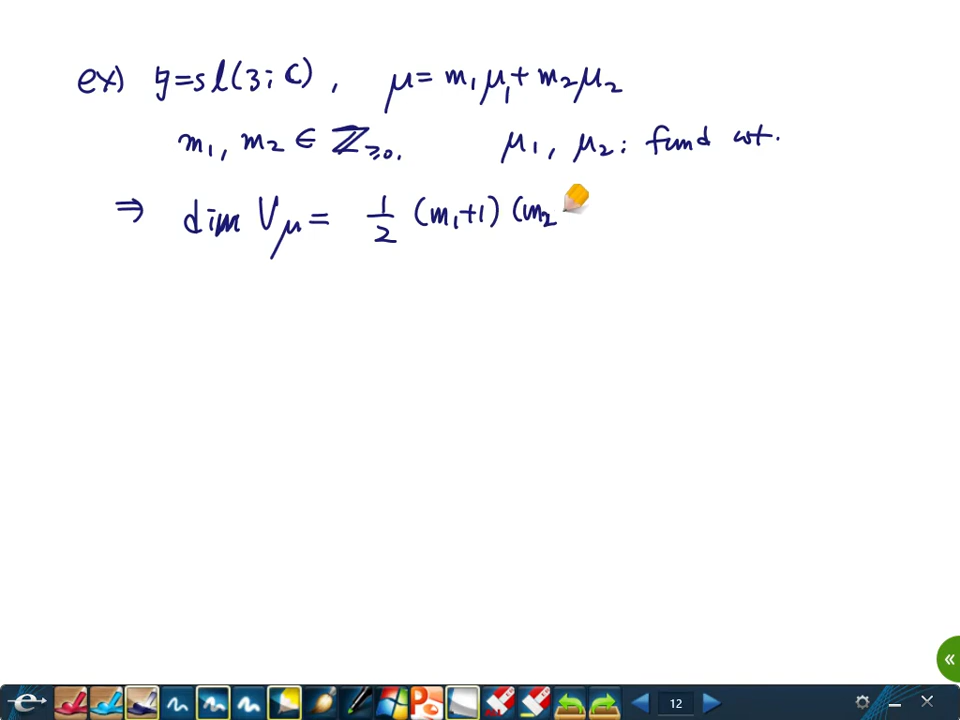 ex) 𝔤=sl(3;C), μ=m₁μ₁+m₂μ₂
m₁, m₂ ∈ ℤ≥0. μ₁, μ₂: fund wt.
⇒ dim Vμ = 1/2 (m₁+1)(m₂
12